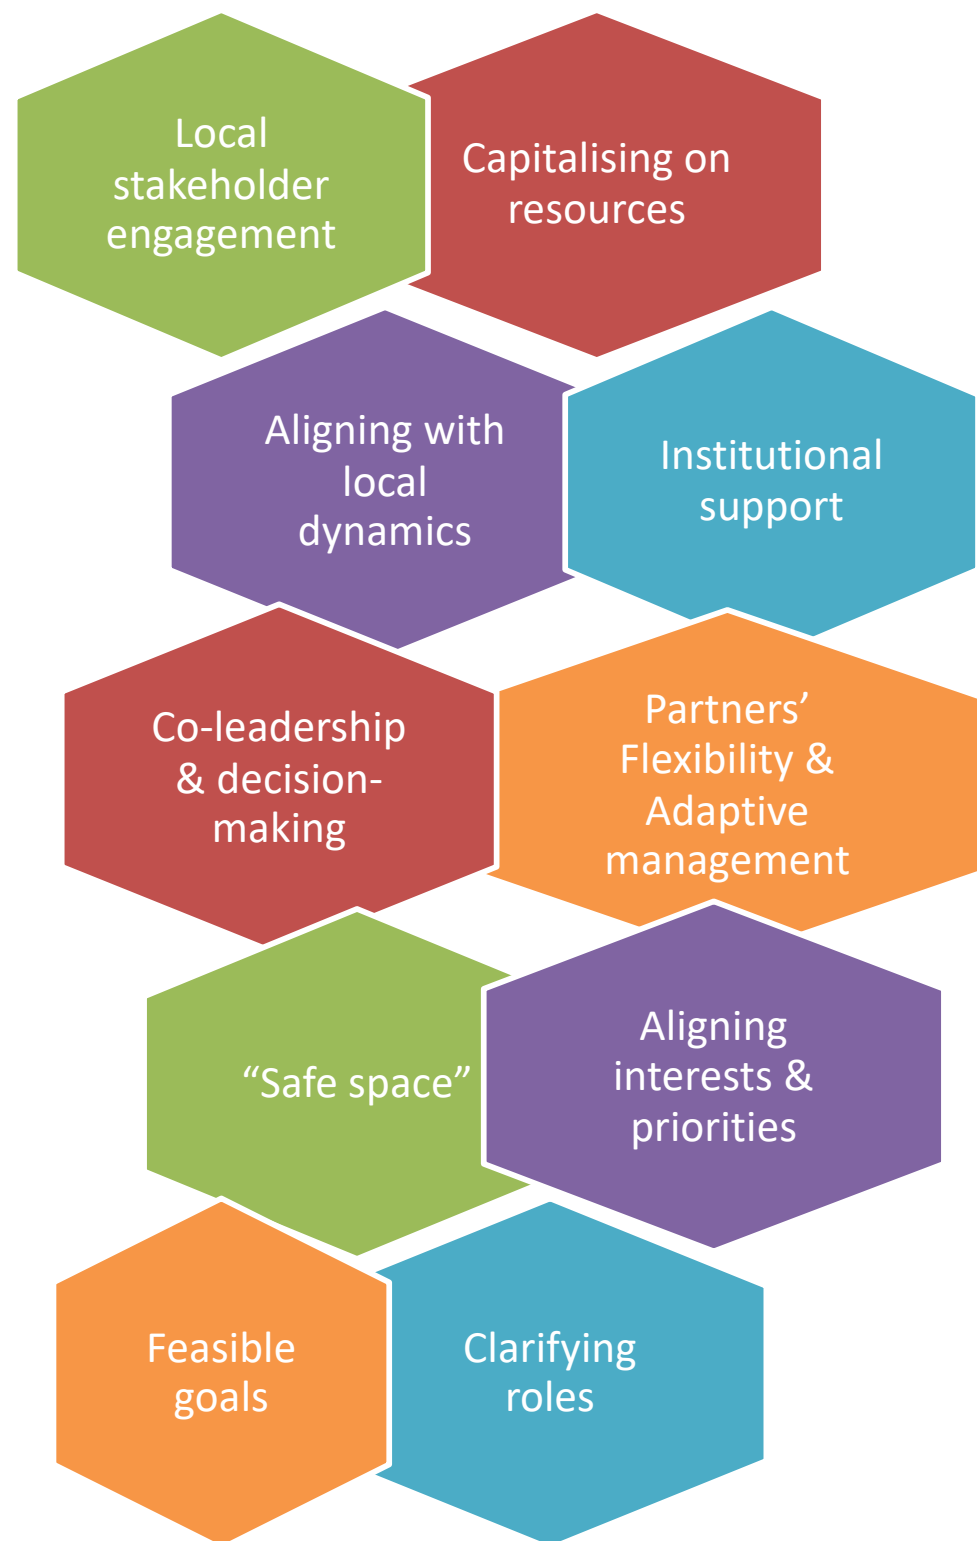 Local
stakeholder
engagement
Capitalising on
resources
Aligning with
local
dynamics
Institutional
support
Co-leadership
& decision-
making
Partners’
Flexibility &
Adaptive
management
“Safe space”
Aligning
interests &
priorities
Feasible
goals
Clarifying
roles